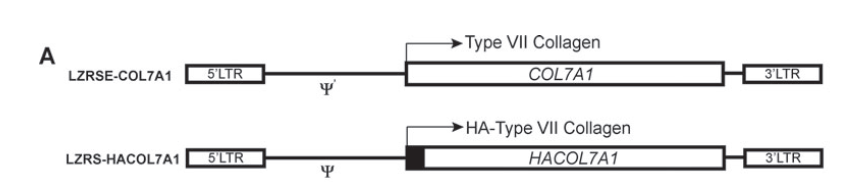 A
Type VII Collagen
LZRSE-COL7A1 5'LTR COL7A1 3'LTR
Ψ'
HA-Type VII Collagen
LZRS-HACOL7A1 5'LTR HACOL7A1 3'LTR
Ψ